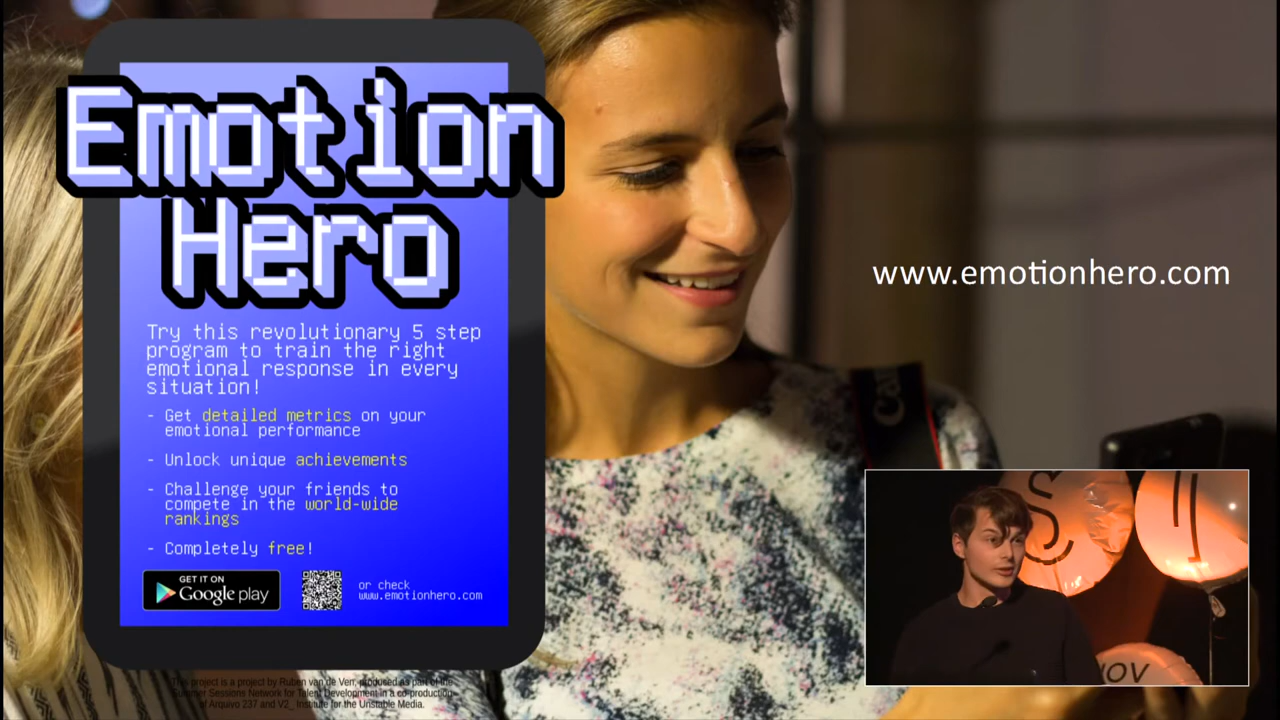 Emotion
Hero
Try this revolutionary 5 step
program to train the right
emotional response in every
situation!
- Get detailed metrics on your
emotional performance
- Unlock unique achievements
- Challenge your friends to
compete in the world-wide
rankings
- Completely free!
GET IT ON
Google play
or check
www.emotionhero.com
This project is a project by Ruben van de Ven, produced as part of the
Summer Sessions Network for Talent Development in a co-production
of Arquivo 237 and V2_ Institute for the Unstable Media.
www.emotionhero.com
Can
S
NOV